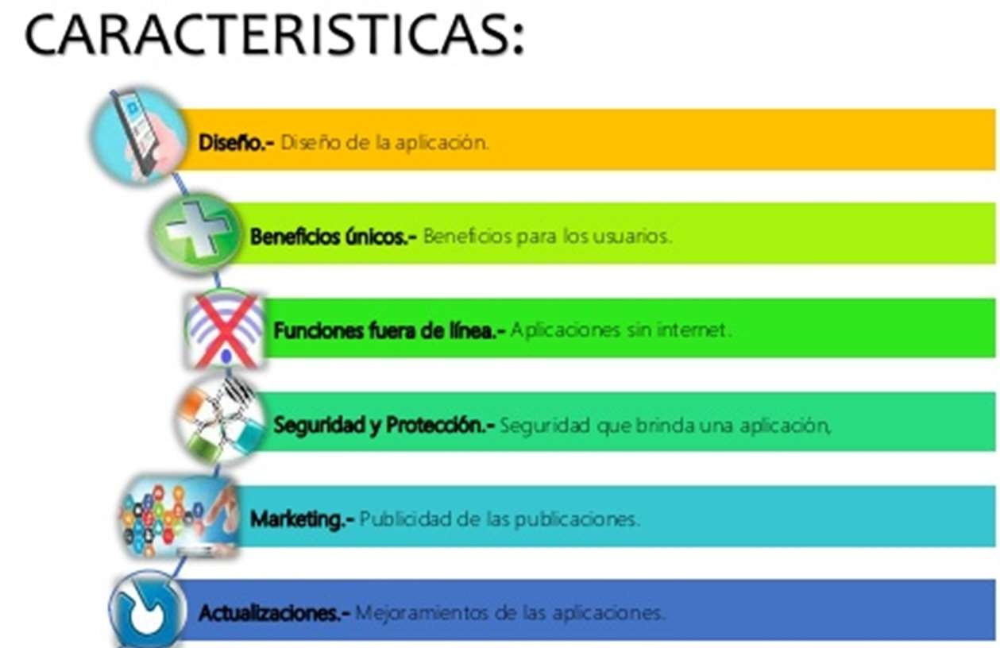 CARACTERISTICAS:
Diseño.- Diseño de la aplicación.
Beneficios únicos.- Beneficios para los usuarios.
Funciones fuera de línea.- Aplicaciones sin internet.
Seguridad y Protección.- Seguridad que brinda una aplicación,
Marketing.- Publicidad de las publicaciones.
Actualizaciones.- Mejoramientos de las aplicaciones.